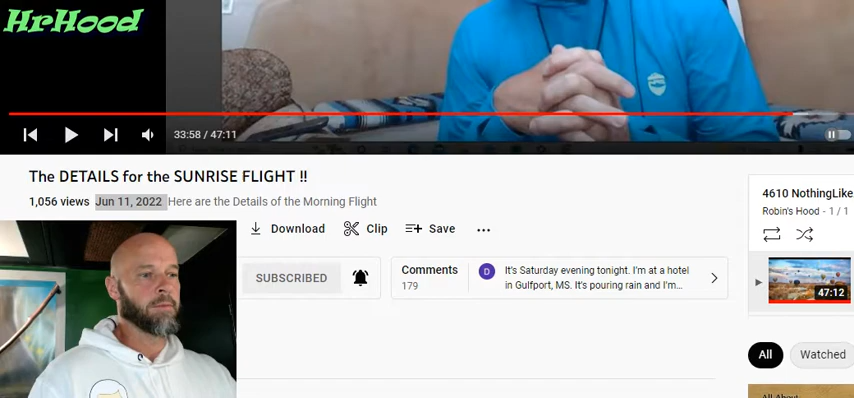 HrHood
33:58 / 47:11
The DETAILS for the SUNRISE FLIGHT !!
1,056 views Jun 11, 2022 Here are the Details of the Morning Flight
Download Clip Save ...
SUBSCRIBED
Comments
179
D
It's Saturday evening tonight. I'm at a hotel
in Gulfport, MS. It's pouring rain and I'm...
4610 NothingLike
Robin's Hood - 1 / 1
47:12
All Watched
All About